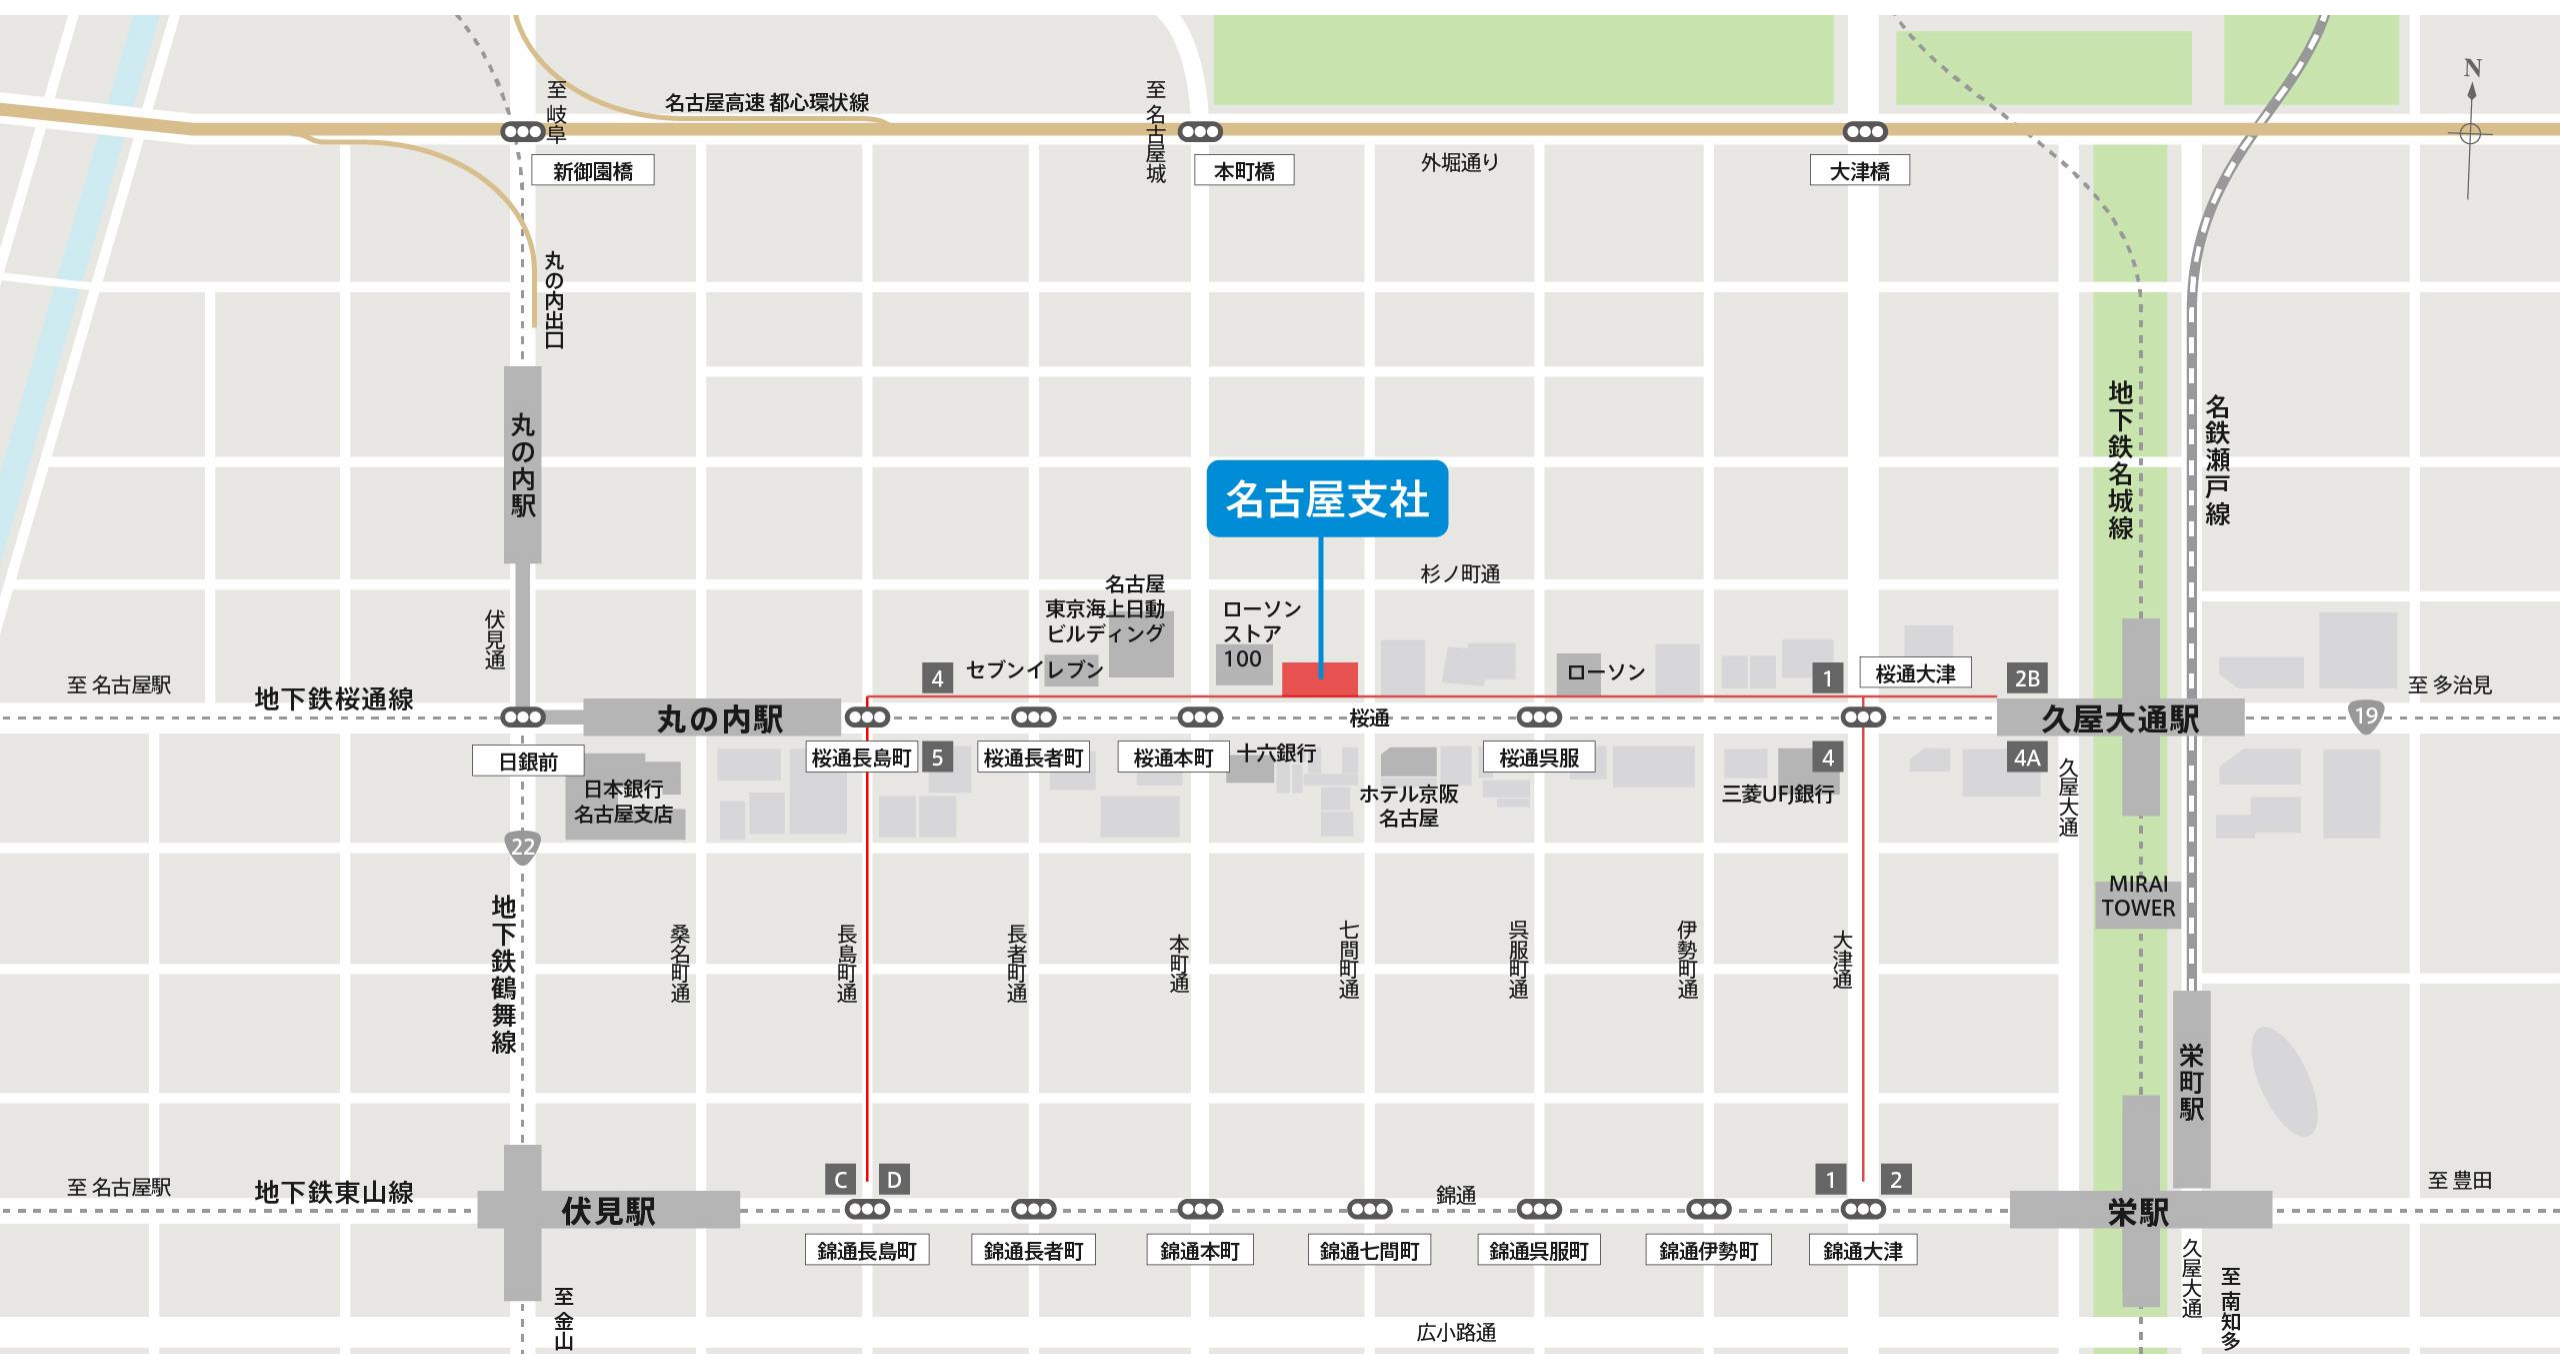 N
至 岐阜
名古屋高速 都心環状線
至 名古屋城
新御園橋
本町橋
外堀通り
大津橋
丸の内出口
丸の内駅
地下鉄名城線
名鉄瀬戸線
名古屋支社
杉ノ町通
伏見通
名古屋
東京海上日動
ビルディング
ローソン
ストア
100
セブンイレブン
ローソン
4
1
桜通大津
2B
至 名古屋駅
地下鉄桜通線
至 多治見
丸の内駅
桜通
久屋大通駅
19
日銀前
桜通長島町
5
桜通長者町
桜通本町
十六銀行
桜通呉服
4
4A
日本銀行
名古屋支店
ホテル京阪
名古屋
三菱UFJ銀行
久屋大通
22
MIRAI
TOWER
地下鉄鶴舞線
桑名町通
長島町通
長者町通
本町通
七間町通
呉服町通
伊勢町通
大津通
栄町駅
C
D
1
2
至 名古屋駅
地下鉄東山線
錦通
至 豊田
伏見駅
栄駅
錦通長島町
錦通長者町
錦通本町
錦通七間町
錦通呉服町
錦通伊勢町
錦通大津
久屋大通
至 金山
至 南知多
広小路通